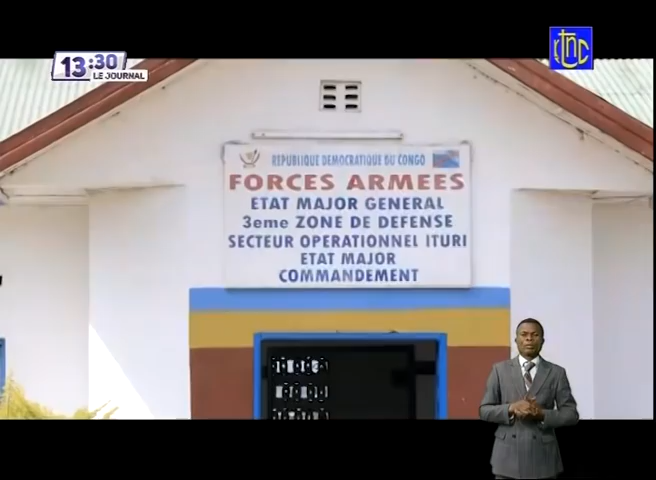 13:30
LE JOURNAL
rtnc
REPUBLIQUE DEMOCRATIQUE DU CONGO
FORCES ARMEES
ETAT MAJOR GENERAL
3eme ZONE DE DEFENSE
SECTEUR OPERATIONNEL ITURI
ETAT MAJOR
COMMANDEMENT